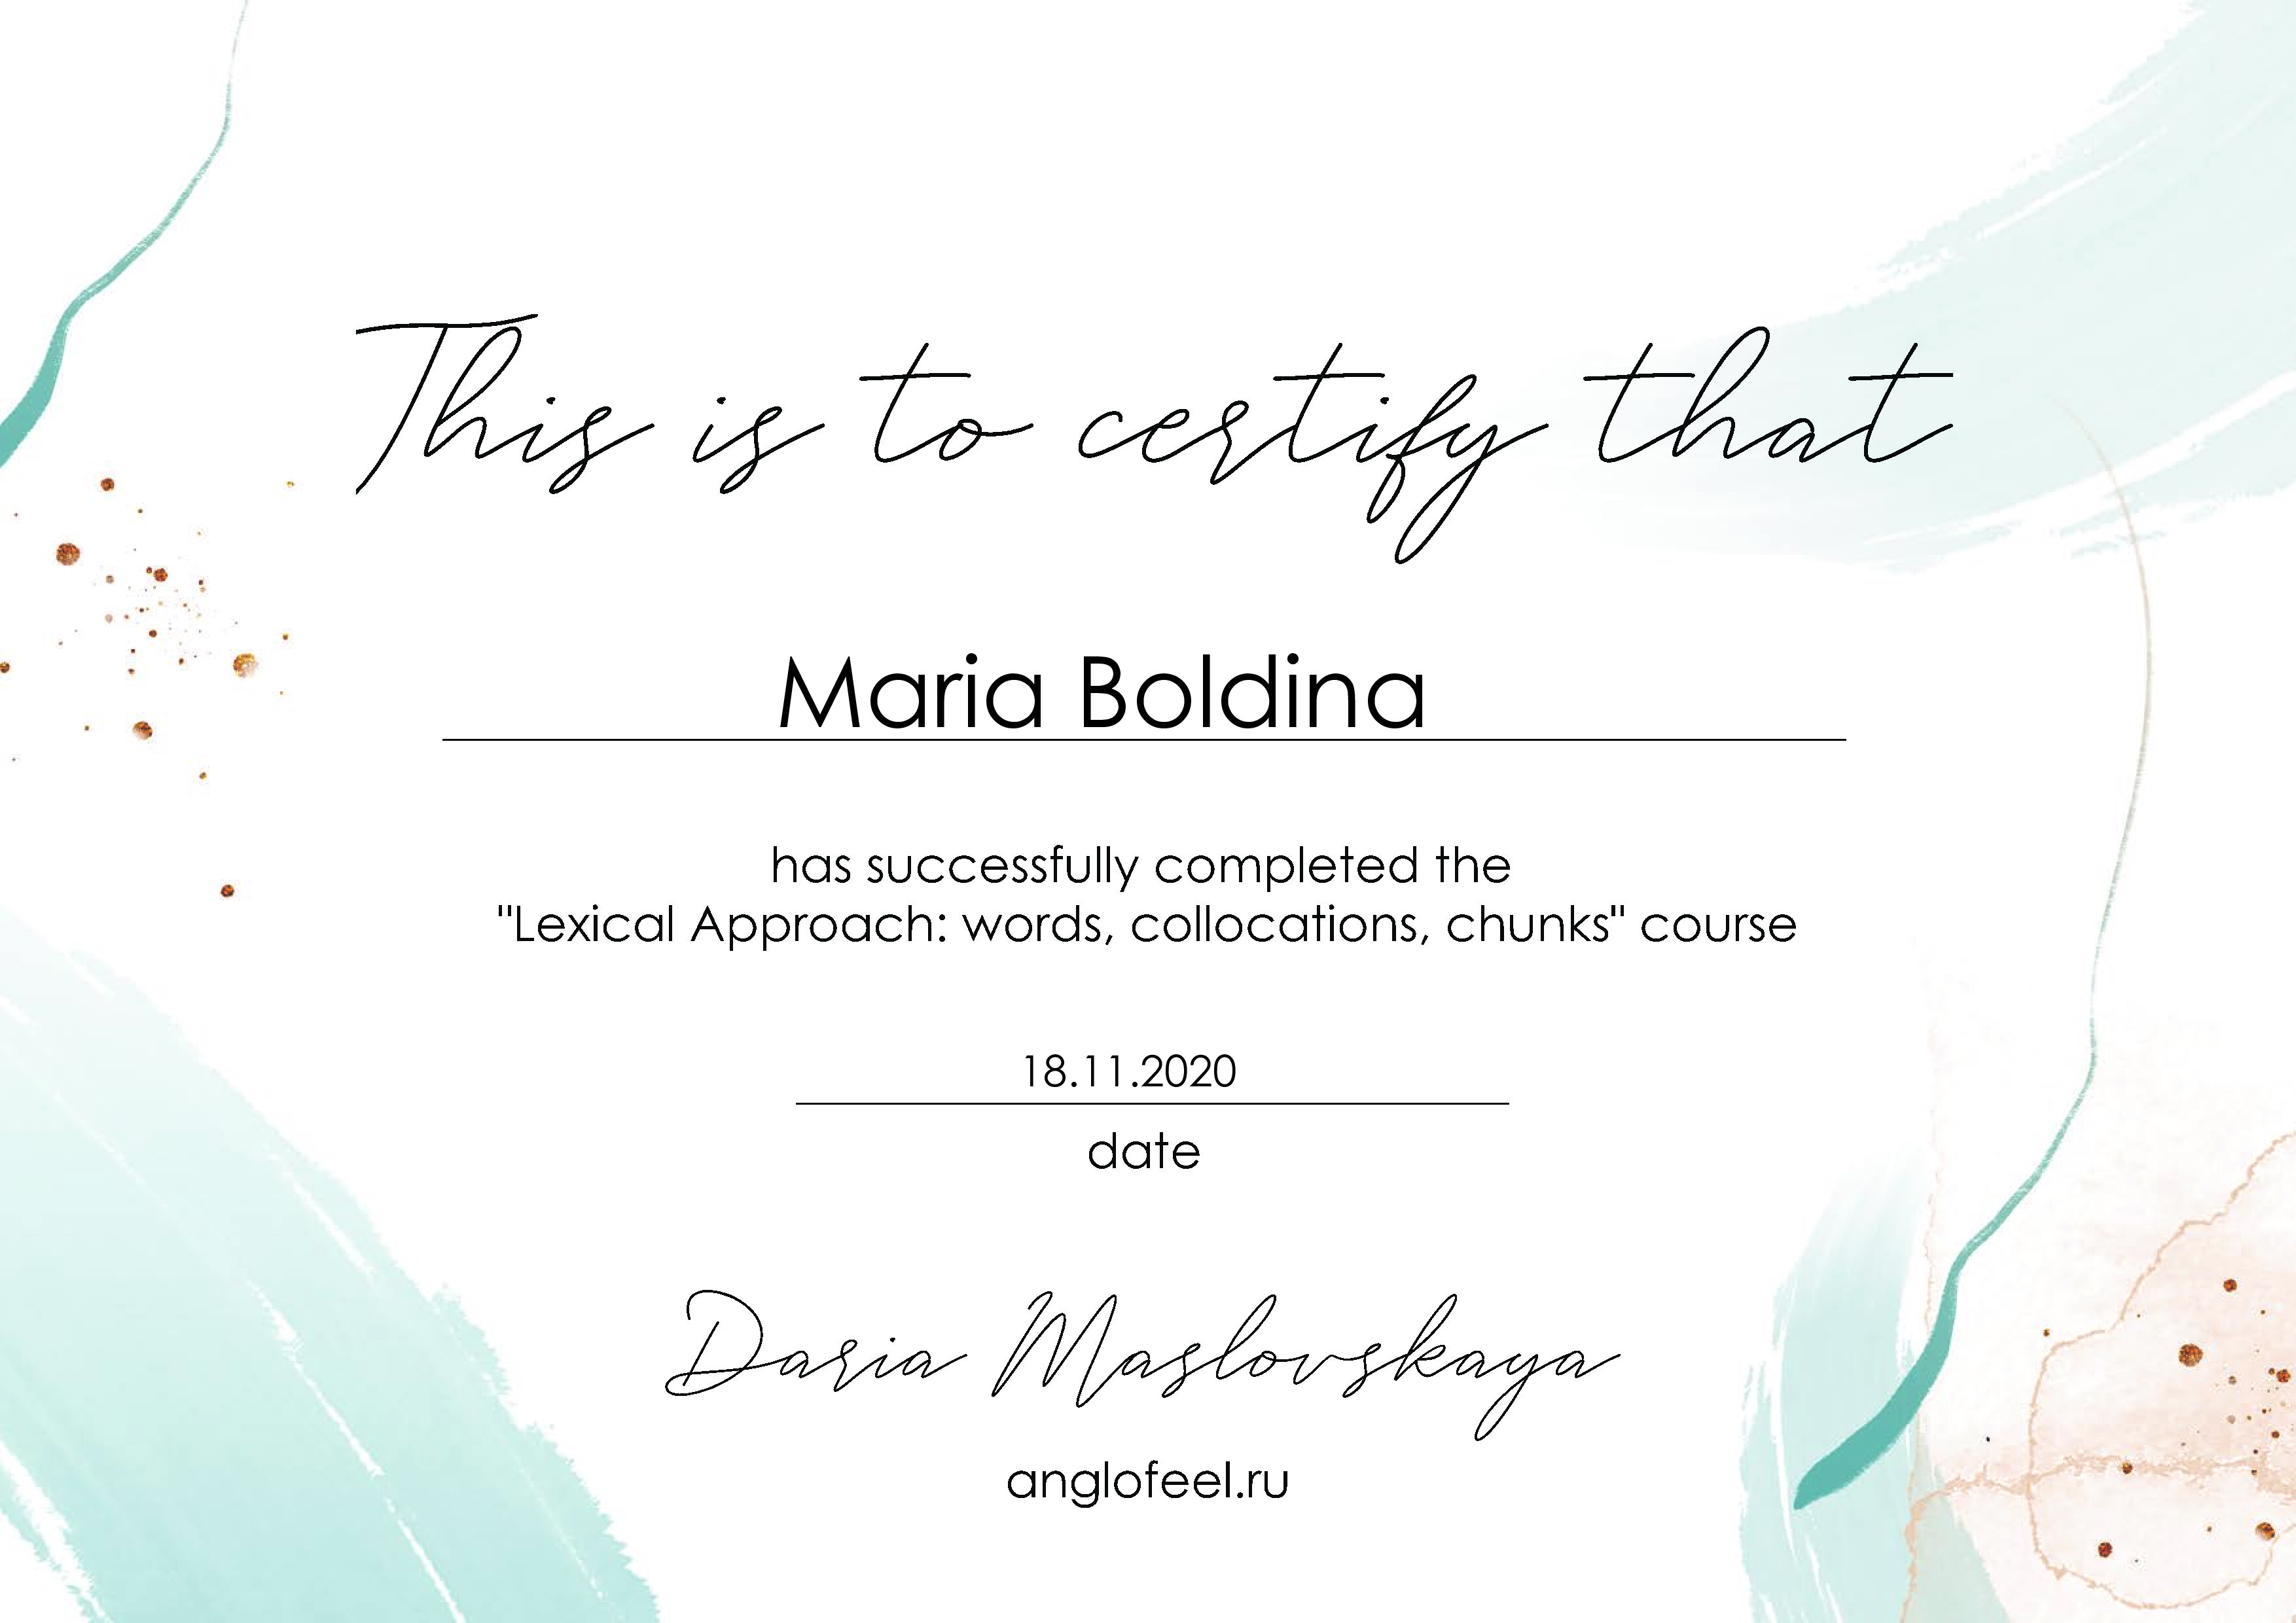 This is to certify that
Maria Boldina
has successfully completed the
"Lexical Approach: words, collocations, chunks" course
18.11.2020
date
Daria Maslovskaya
anglofeel.ru